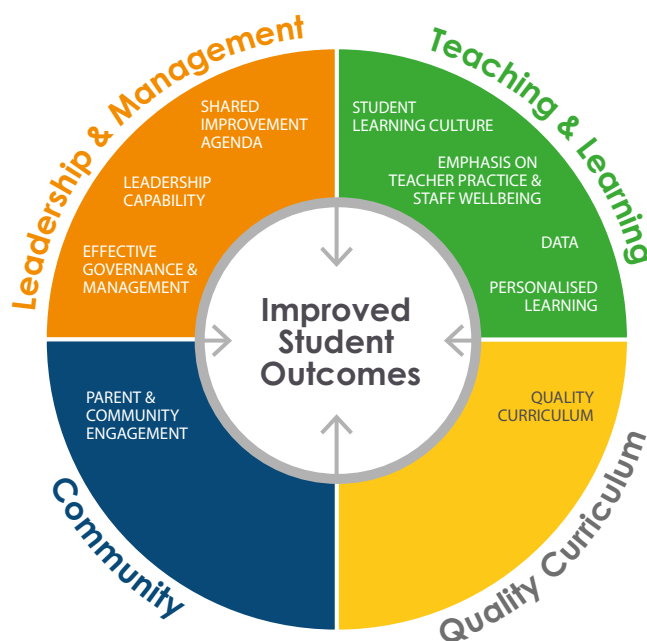 Leadership & Management
SHARED
IMPROVEMENT
AGENDA
LEADERSHIP
CAPABILITY
EFFECTIVE
GOVERNANCE &
MANAGEMENT
Teaching & Learning
STUDENT
LEARNING CULTURE
EMPHASIS ON
TEACHER PRACTICE &
STAFF WELLBEING
DATA
PERSONALISED
LEARNING
Improved
Student
Outcomes
PARENT &
COMMUNITY
ENGAGEMENT
Community
QUALITY
CURRICULUM
Quality Curriculum